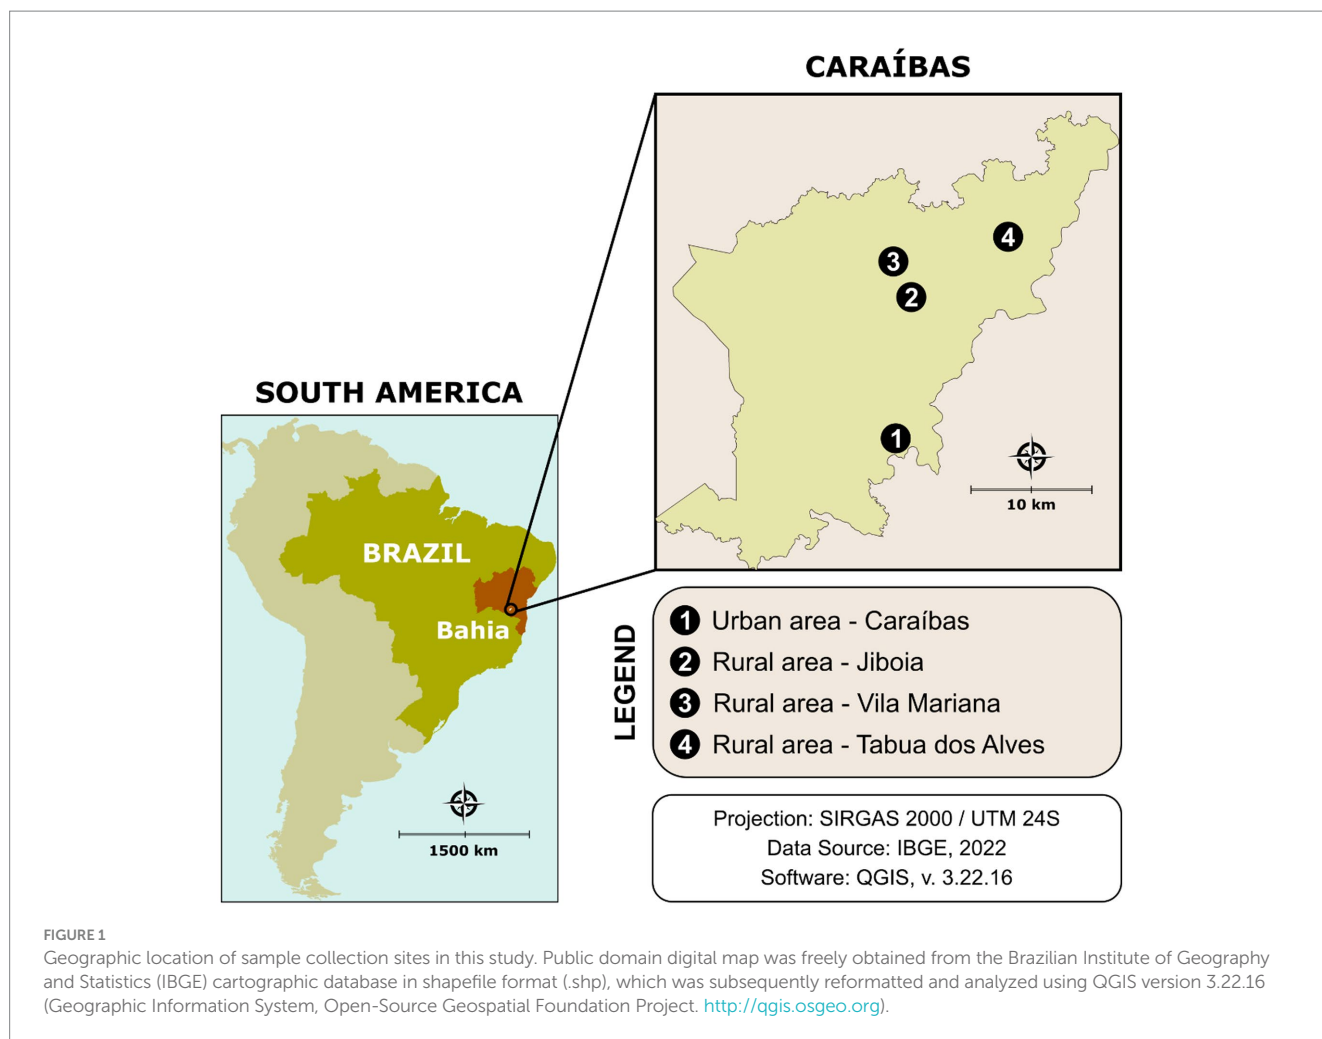 CARAÍBAS
4
3
2
1
10 km
SOUTH AMERICA
BRAZIL
Bahia
1500 km
LEGEND
1 Urban area - Caraíbas
2 Rural area - Jiboia
3 Rural area - Vila Mariana
4 Rural area - Tabua dos Alves
Projection: SIRGAS 2000 / UTM 24S
Data Source: IBGE, 2022
Software: QGIS, v. 3.22.16
FIGURE 1
Geographic location of sample collection sites in this study. Public domain digital map was freely obtained from the Brazilian Institute of Geography
and Statistics (IBGE) cartographic database in shapefile format (.shp), which was subsequently reformatted and analyzed using QGIS version 3.22.16
(Geographic Information System, Open-Source Geospatial Foundation Project. http://qgis.osgeo.org).